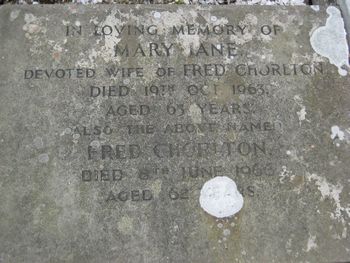 IN LOVING MEMORY OF
MARY JANE
DEVOTED WIFE OF FRED CHORLTON
DIED 19TH OCT 1963.
AGED 63 YEARS.
ALSO THE ABOVE NAMED
FRED CHORLTON.
DIED 8TH JUNE
AGED 62